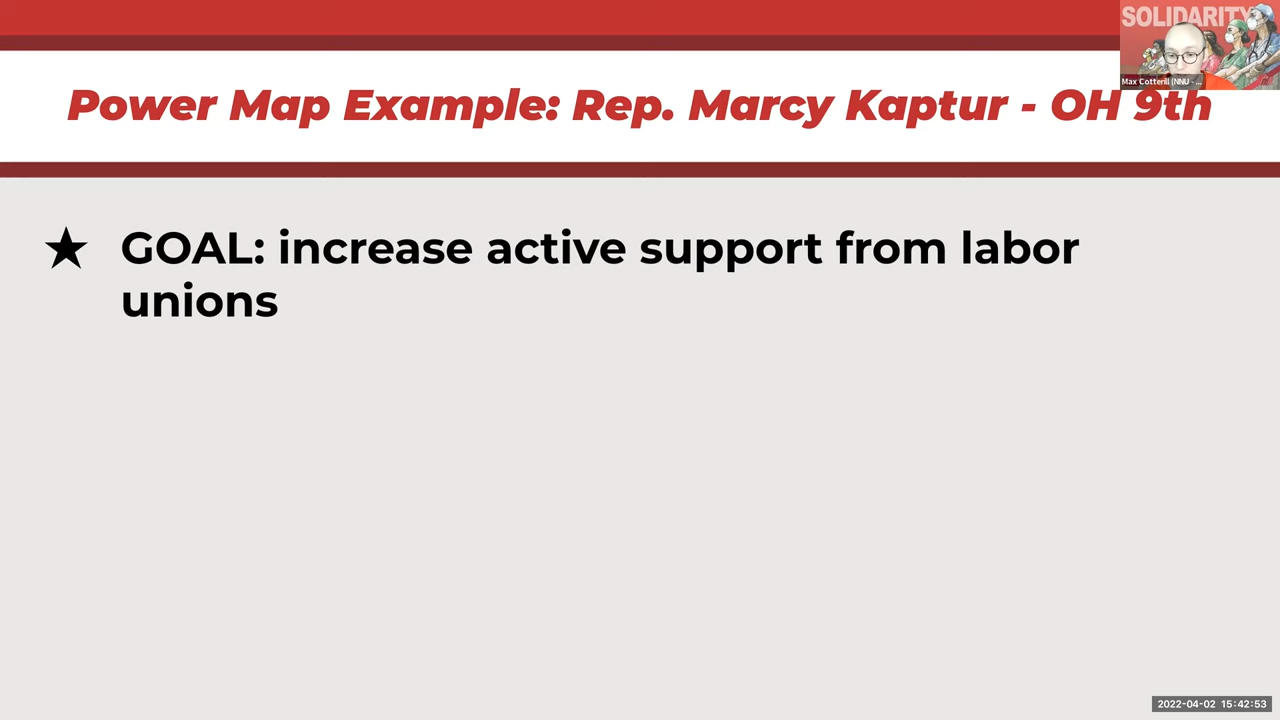 SOLIDARITY
Max Cotterill (NNU - ...
Power Map Example: Rep. Marcy Kaptur - OH 9th
★ GOAL: increase active support from labor
unions
2022-04-02 15:42:53